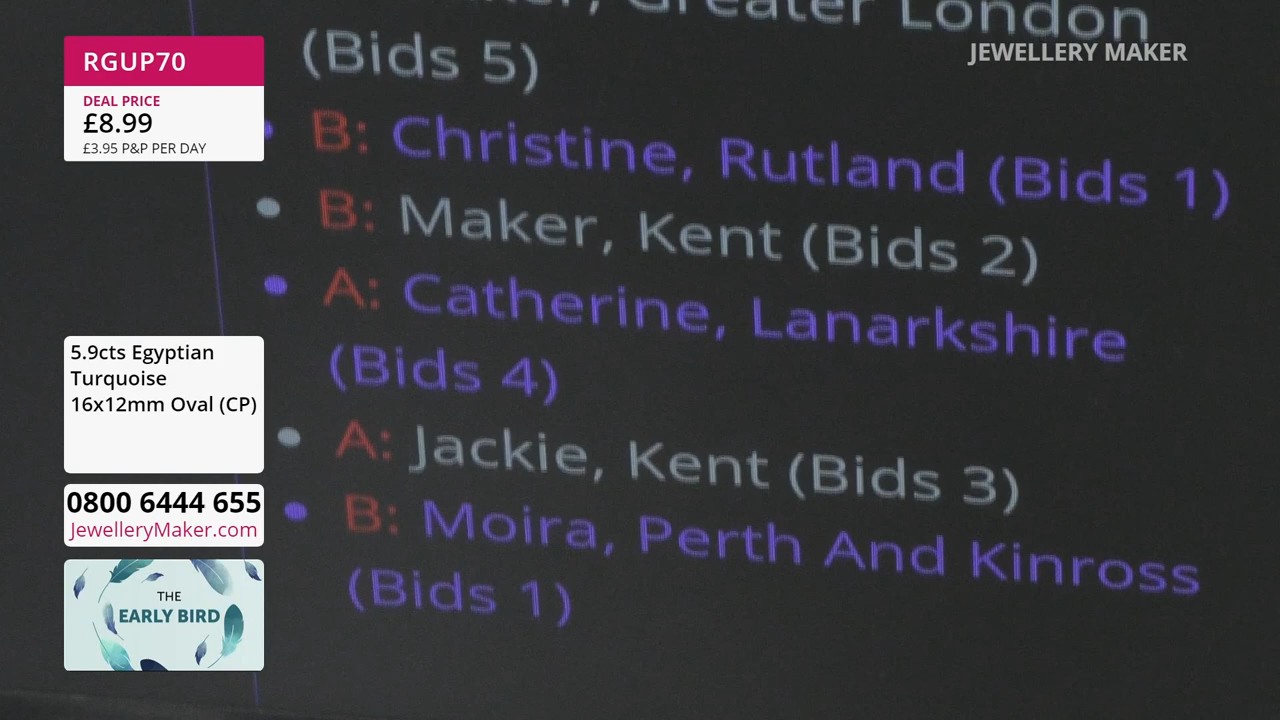 Greater London
(Bids 5)
B: Christine, Rutland (Bids 1)
B: Maker, Kent (Bids 2)
A: Catherine, Lanarkshire
(Bids 4)
A: Jackie, Kent (Bids 3)
B: Moira, Perth And Kinross
(Bids 1)
JEWELLERY MAKER
RGUP70
DEAL PRICE
£8.99
£3.95 P&P PER DAY
5.9cts Egyptian
Turquoise
16x12mm Oval (CP)
0800 6444 655
JewelleryMaker.com
THE
EARLY BIRD